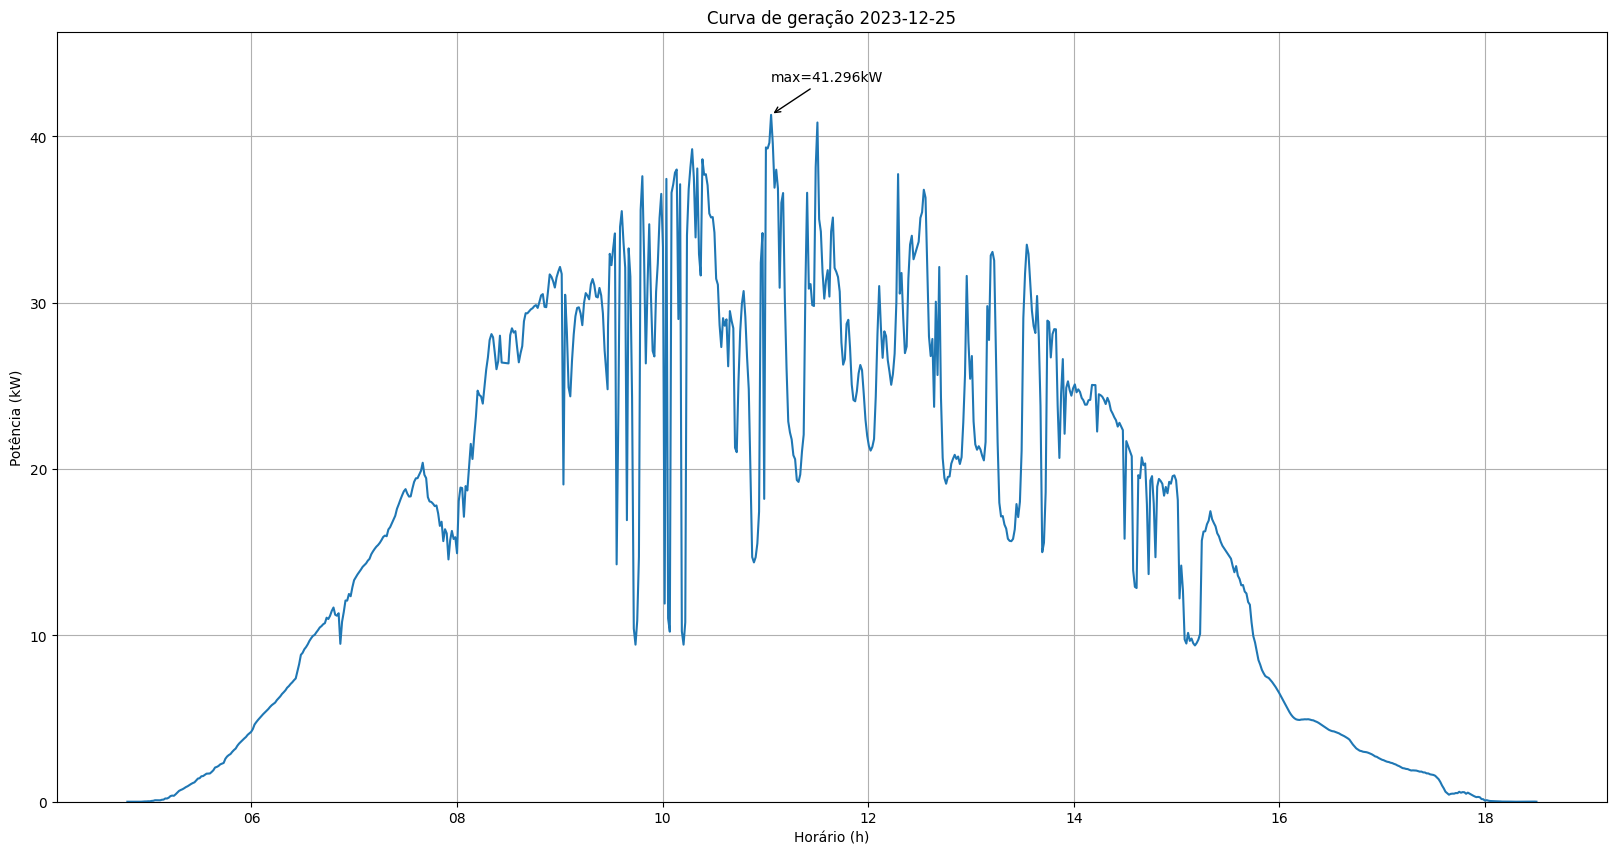 Curva de geração 2023-12-25
max=41.296kW
Potência (kW)
40
30
20
10
0
06 08 10 12 14 16 18
Horário (h)